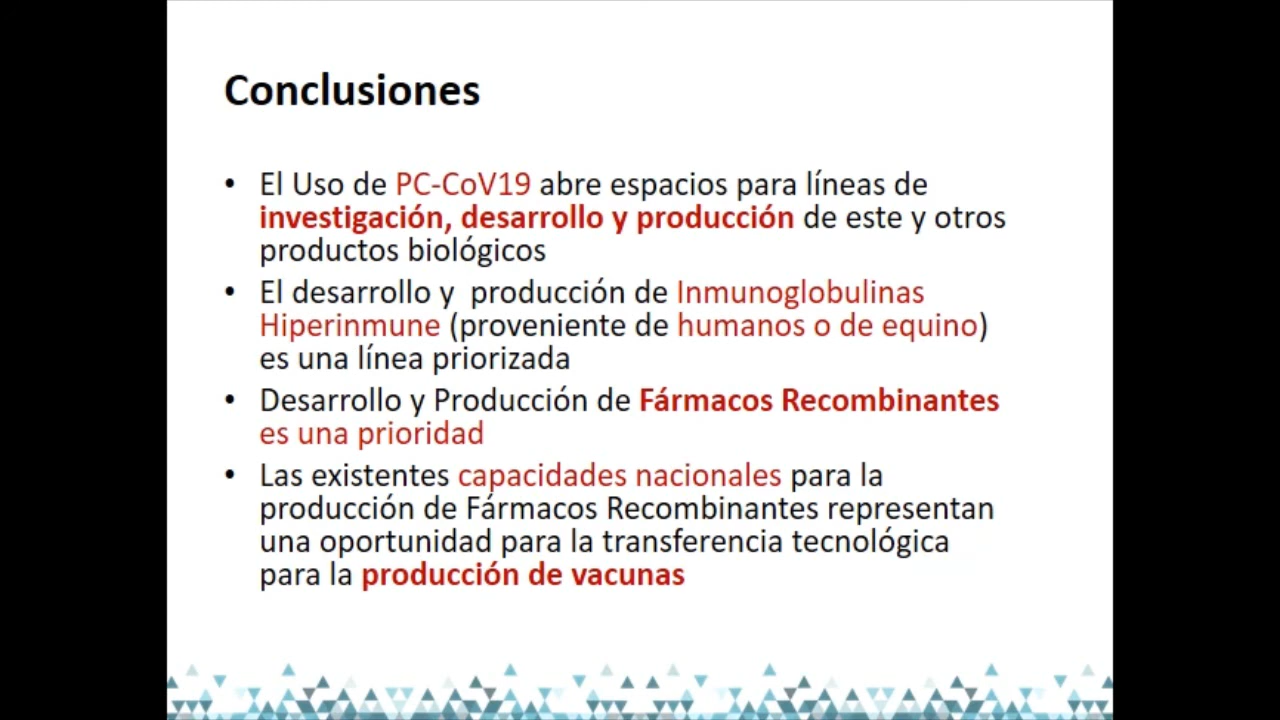 Conclusiones
• El Uso de PC-CoV19 abre espacios para líneas de
investigación, desarrollo y producción de este y otros
productos biológicos
• El desarrollo y  producción de Inmunoglobulinas
Hiperinmune (proveniente de humanos o de equino)
es una línea priorizada
• Desarrollo y Producción de Fármacos Recombinantes
es una prioridad
• Las existentes capacidades nacionales para la
producción de Fármacos Recombinantes representan
una oportunidad para la transferencia tecnológica
para la producción de vacunas